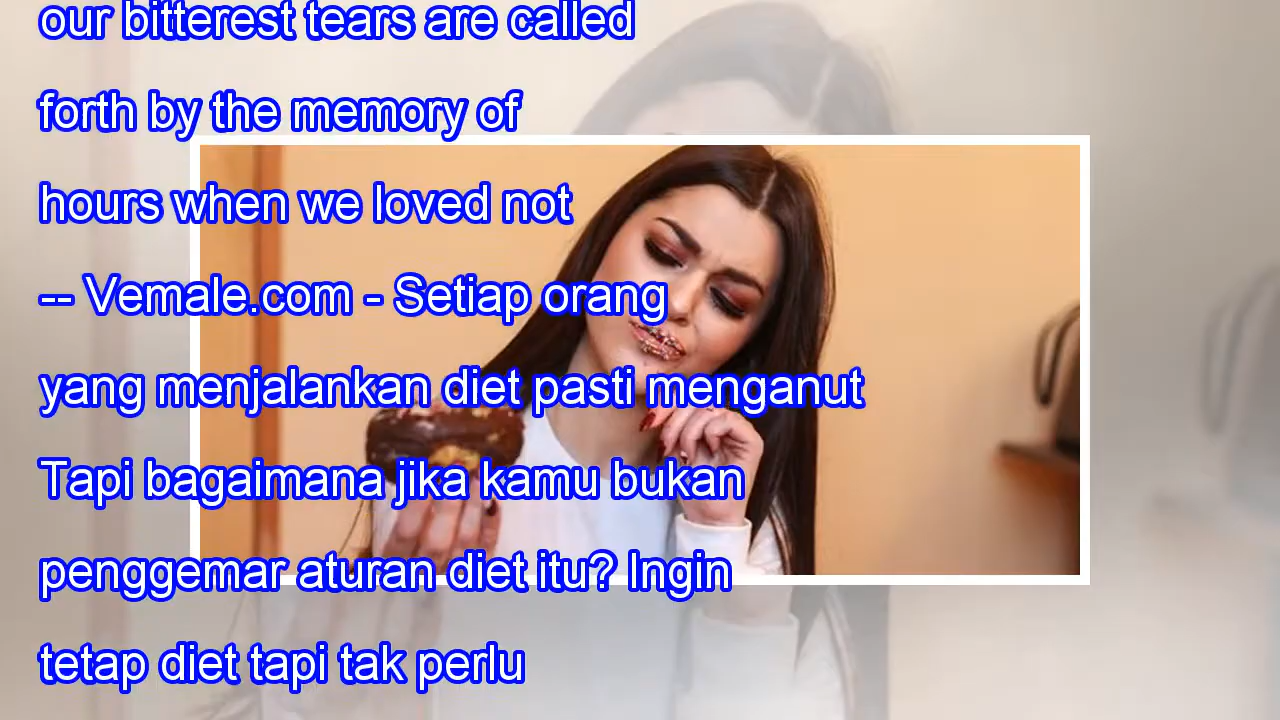 our bitterest tears are called
forth by the memory of
hours when we loved not
-- Vemale.com - Setiap orang
yang menjalankan diet pasti menganut
Tapi bagaimana jika kamu bukan
penggemar aturan diet itu? Ingin
tetap diet tapi tak perlu